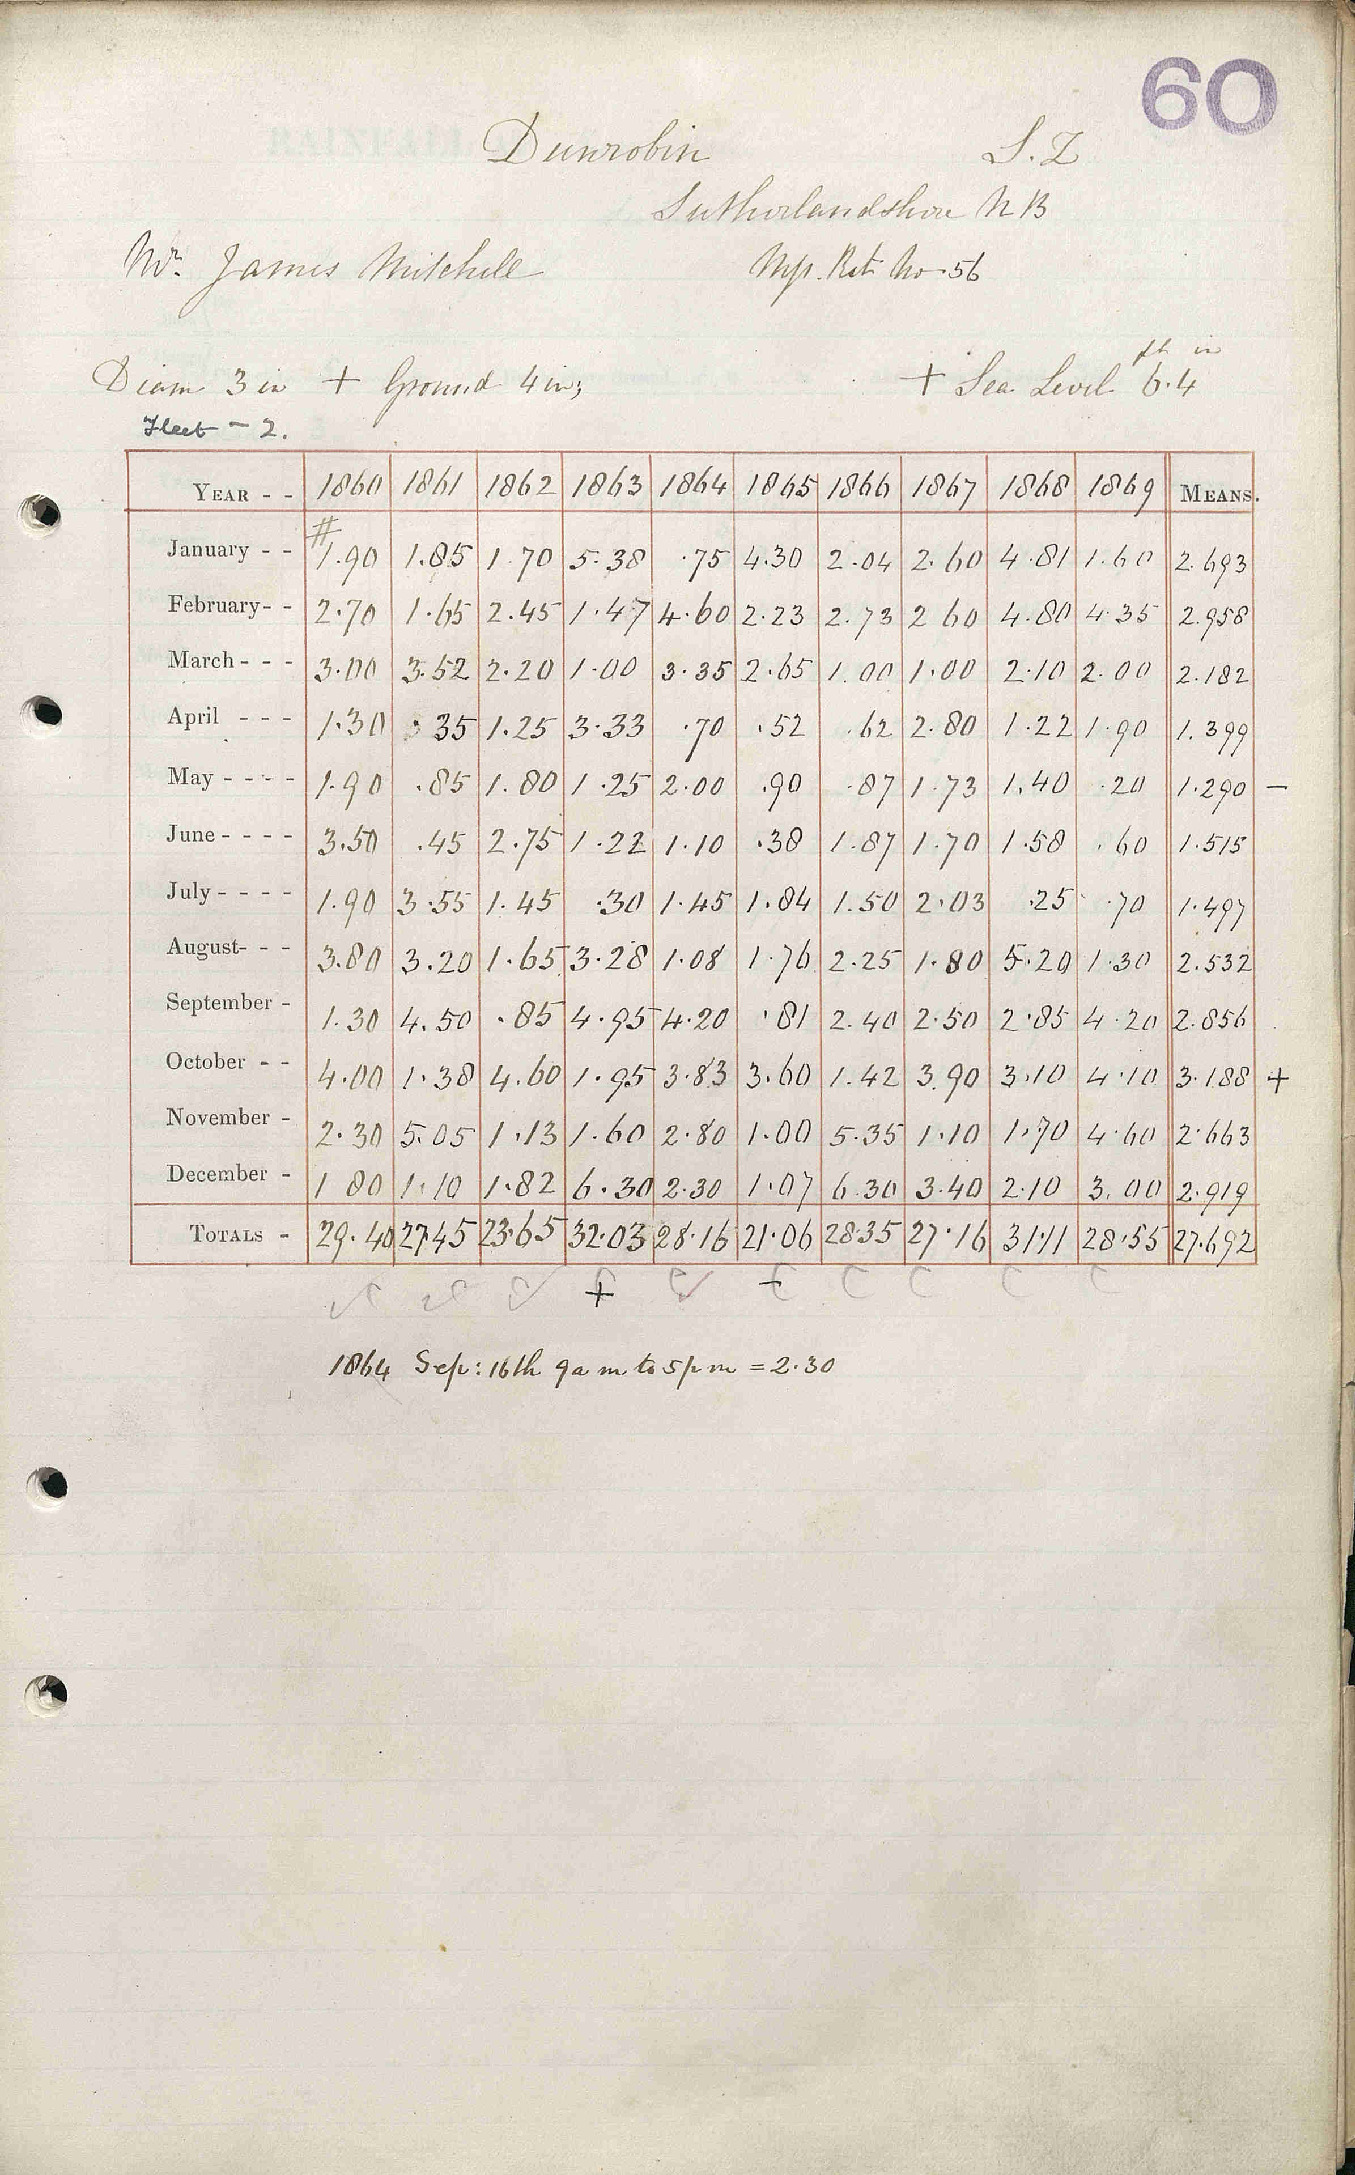 60
Dunrobin S. Z
Sutherlandshire N B
Mr. James Mitchell
Ret No. 56
Diam 3 in + Ground 4 in; + Sea Level 6.4 ft in
Fleet - 2.
YEAR - - 1860 1861 1862 1863 1864 1865 1866 1867 1868 1869 MEANS.
January - - # 1.90 1.85 1.70 5.38 .75 4.30 2.04 2.60 4.81 1.60 2.693
February - - 2.70 1.65 2.45 1.47 4.60 2.23 2.73 2 60 4.80 4.35 2.958
March - - - 3.00 3.52 2.20 1.00 3.35 2.65 1.00 1.00 2.10 2.00 2.182
April - - - 1.30 .35 1.25 3.33 .70 .52 .62 2.80 1.22 1.90 1.399
May - - - - 1.90 .85 1.80 1.25 2.00 .90 .87 1.73 1.40 .20 1.290 -
June - - - - 3.50 .45 2.75 1.22 1.10 .38 1.87 1.70 1.58 .60 1.515
July - - - - 1.90 3.55 1.45 .30 1.45 1.84 1.50 2.03 .25 .70 1.497
August - - - 3.80 3.20 1.65 3.28 1.08 1.76 2.25 1.80 5.20 1.30 2.532
September - 1.30 4.50 .85 4.95 4.20 .81 2.40 2.50 2.85 4.20 2.856
October - - 4.00 1.38 4.60 1.95 3.83 3.60 1.42 3.90 3.10 4.10 3.188 +
November - 2.30 5.05 1.13 1.60 2.80 1.00 5.35 1.10 1.70 4.60 2.663
December - 1 80 1.10 1.82 6.30 2.30 1.07 6.30 3.40 2.10 3.00 2.919
TOTALS - 29.40 27.45 23.65 32.03 28.16 21.06 28.35 27.16 31.11 28.55 27.692
+
1864 Sep: 16th 9 a m to 5 p m = 2.30